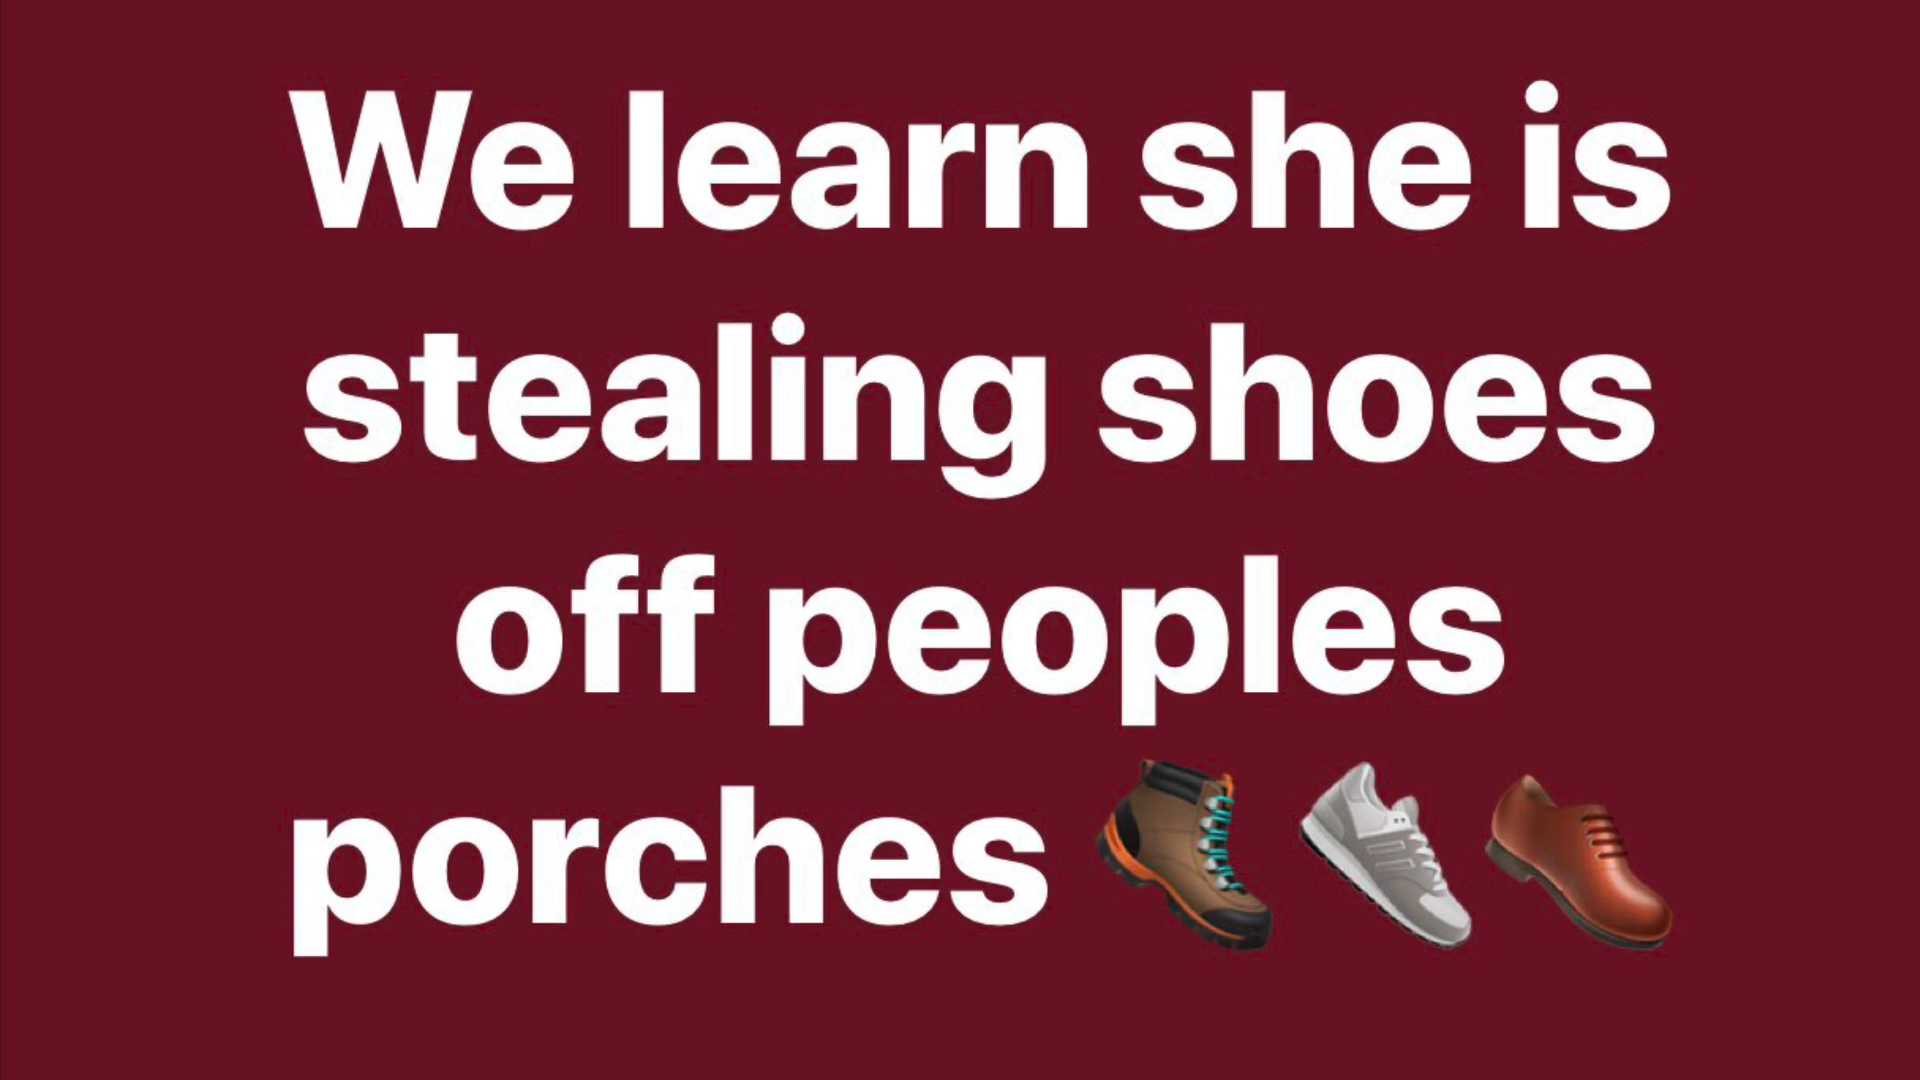 We learn she is
stealing shoes
off peoples
porches 🥾👟👞